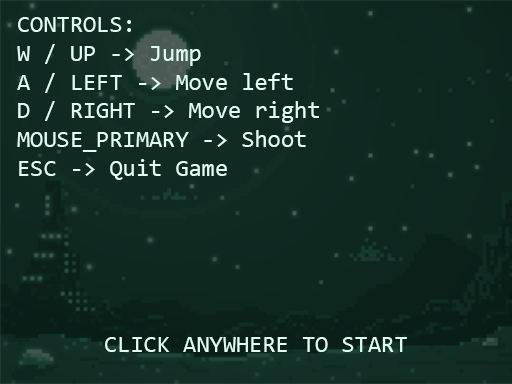 CONTROLS:
W / UP -> Jump
A / LEFT -> Move left
D / RIGHT -> Move right
MOUSE_PRIMARY -> Shoot
ESC -> Quit Game
CLICK ANYWHERE TO START